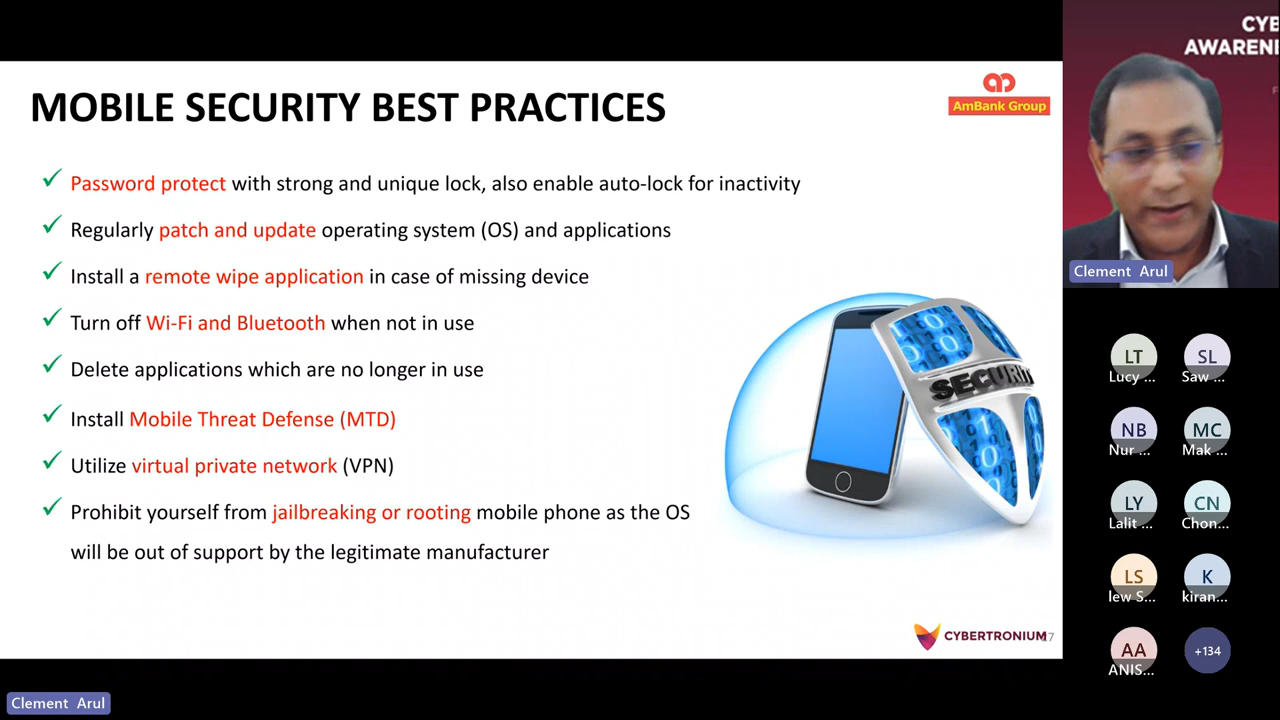 MOBILE SECURITY BEST PRACTICES
AmBank Group
Password protect with strong and unique lock, also enable auto-lock for inactivity
Regularly patch and update operating system (OS) and applications
Install a remote wipe application in case of missing device
Turn off Wi-Fi and Bluetooth when not in use
Delete applications which are no longer in use
Install Mobile Threat Defense (MTD)
Utilize virtual private network (VPN)
Prohibit yourself from jailbreaking or rooting mobile phone as the OS
will be out of support by the legitimate manufacturer
SECURIT
CYBERTRONIUM
CYB
AWAREN
Clement Arul
LT
Lucy ...
SL
Saw ...
NB
Nur ...
MC
Mak ...
LY
Lalit ...
CN
Chon...
LS
lew S...
K
kiran...
AA
ANIS...
+134
Clement Arul